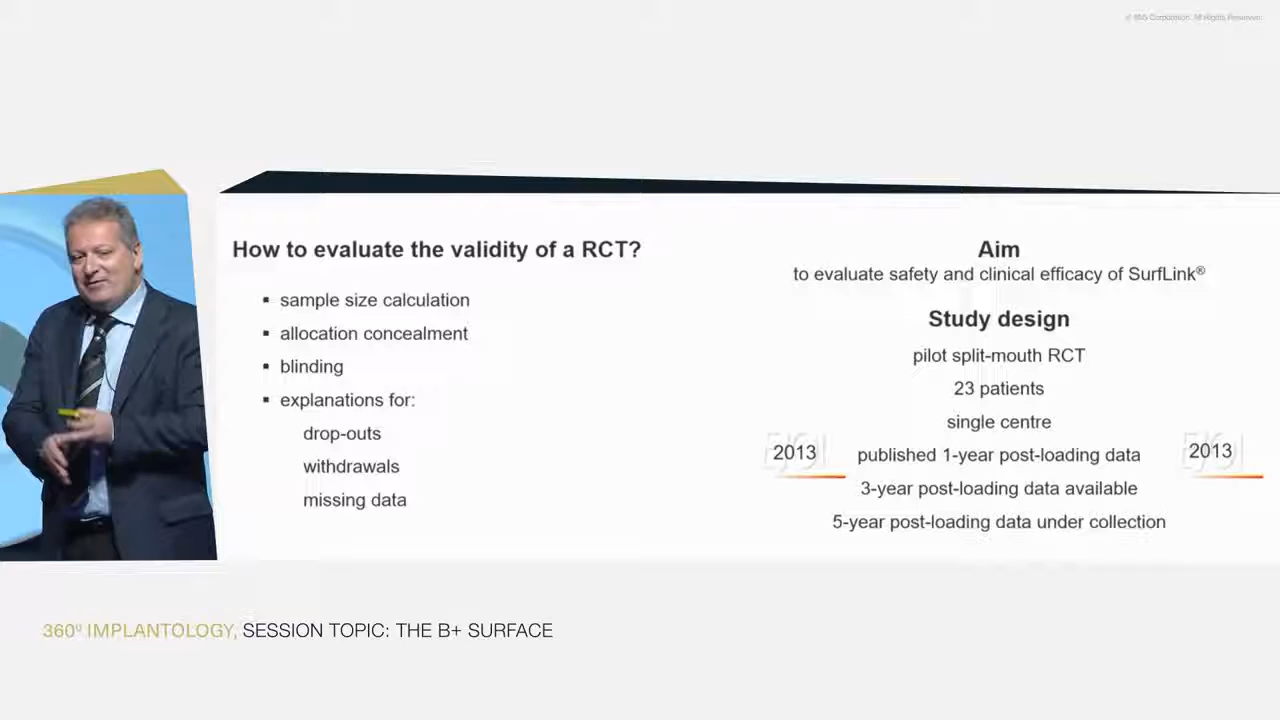 How to evaluate the validity of a RCT?
▪ sample size calculation
▪ allocation concealment
▪ blinding
▪ explanations for:
drop-outs
withdrawals
missing data
Aim
to evaluate safety and clinical efficacy of SurfLink®
Study design
pilot split-mouth RCT
23 patients
single centre
2013 published 1-year post-loading data 2013
3-year post-loading data available
5-year post-loading data under collection
360º IMPLANTOLOGY, SESSION TOPIC: THE B+ SURFACE